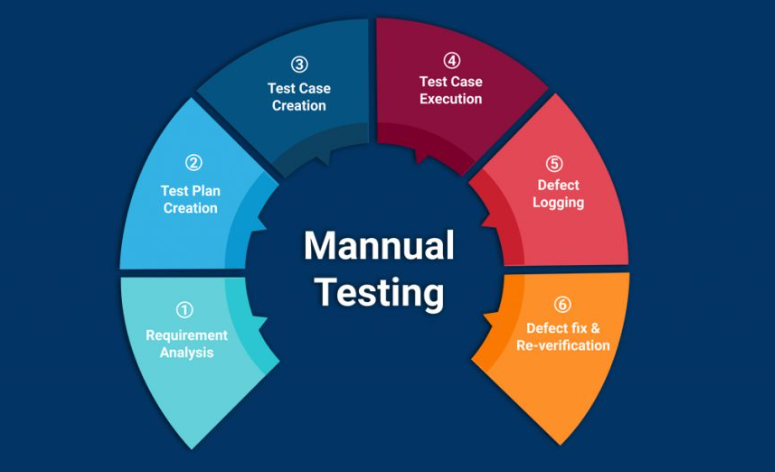 ①
Requirement
Analysis
②
Test Plan
Creation
③
Test Case
Creation
④
Test Case
Execution
⑤
Defect
Logging
⑥
Defect fix &
Re-verification
Mannual
Testing